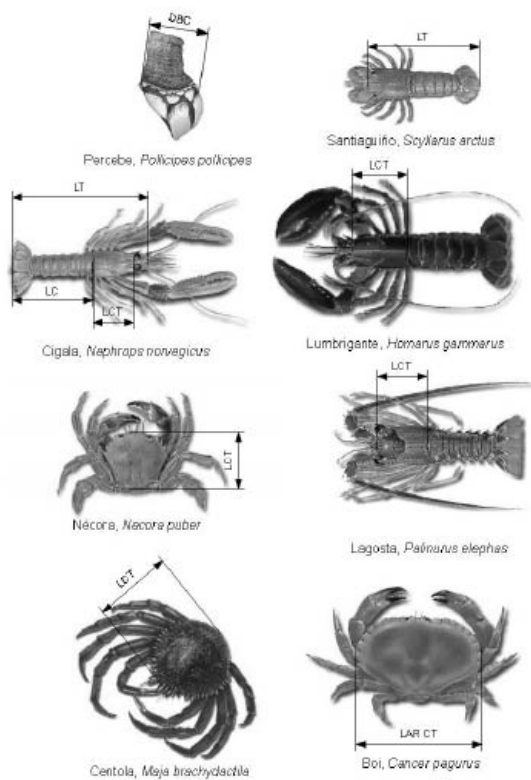 DBC
Percebe, Pollicipes pollicipes
LT
Santiaguiño, Scyllarus arctus
LT
LC
LCT
Cigala, Nephrops norvegicus
LCT
Lumbrigante, Homarus gammarus
LCT
Nécora, Necora puber
LCT
Lagosta, Palinurus elephas
LCT
Centola, Maja brachydactila
LAR CT
Boi, Cancer pagurus